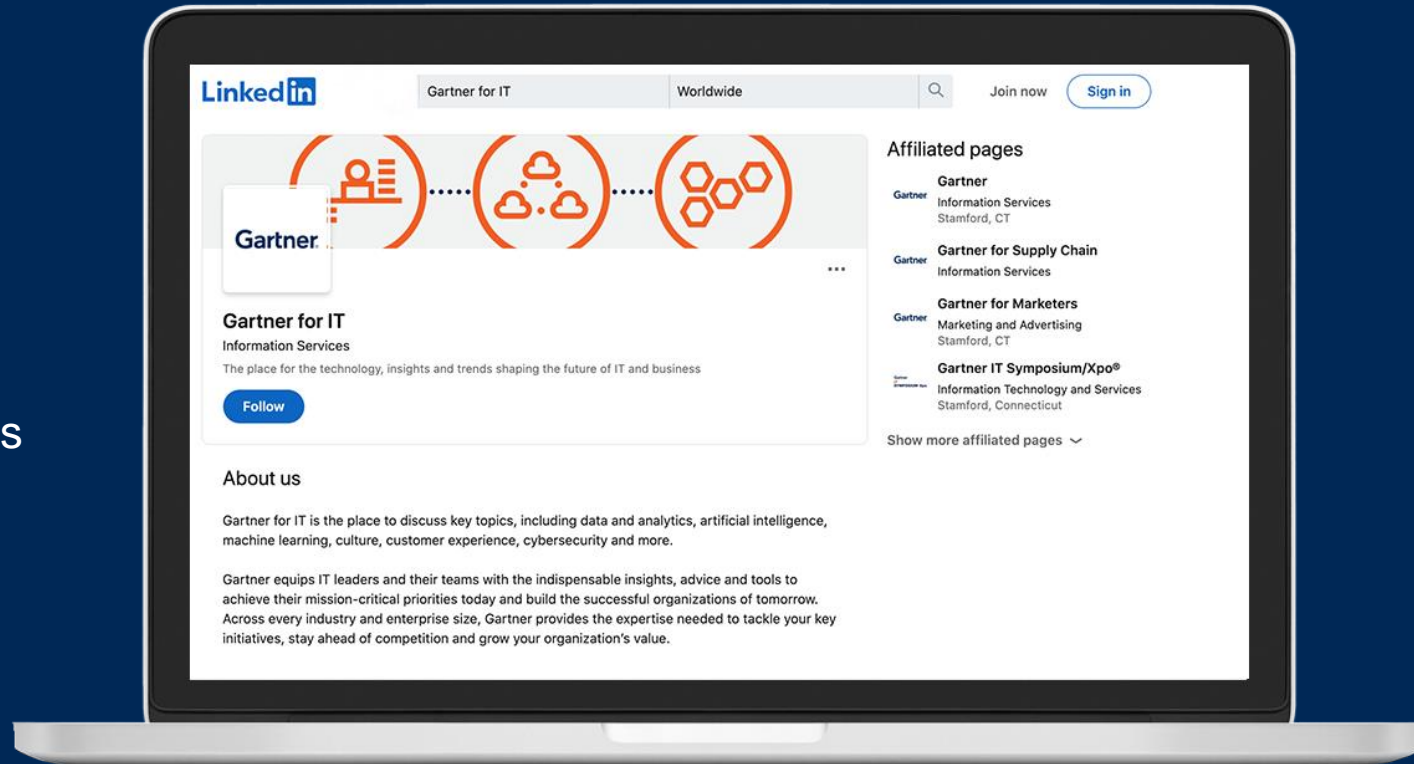 s
Linked in
Gartner for IT
Worldwide
Join now
Sign in
Gartner
Gartner for IT
Information Services
The place for the technology, insights and trends shaping the future of IT and business
Follow
About us
Gartner for IT is the place to discuss key topics, including data and analytics, artificial intelligence,
machine learning, culture, customer experience, cybersecurity and more.
Gartner equips IT leaders and their teams with the indispensable insights, advice and tools to
achieve their mission-critical priorities today and build the successful organizations of tomorrow.
Across every industry and enterprise size, Gartner provides the expertise needed to tackle your key
initiatives, stay ahead of competition and grow your organization's value.
Affiliated pages
Gartner
Gartner
Information Services
Stamford, CT
Gartner
Gartner for Supply Chain
Information Services
Gartner
Gartner for Marketers
Marketing and Advertising
Stamford, CT
Gartner IT Symposium/Xpo®
Information Technology and Services
Stamford, Connecticut
Show more affiliated pages